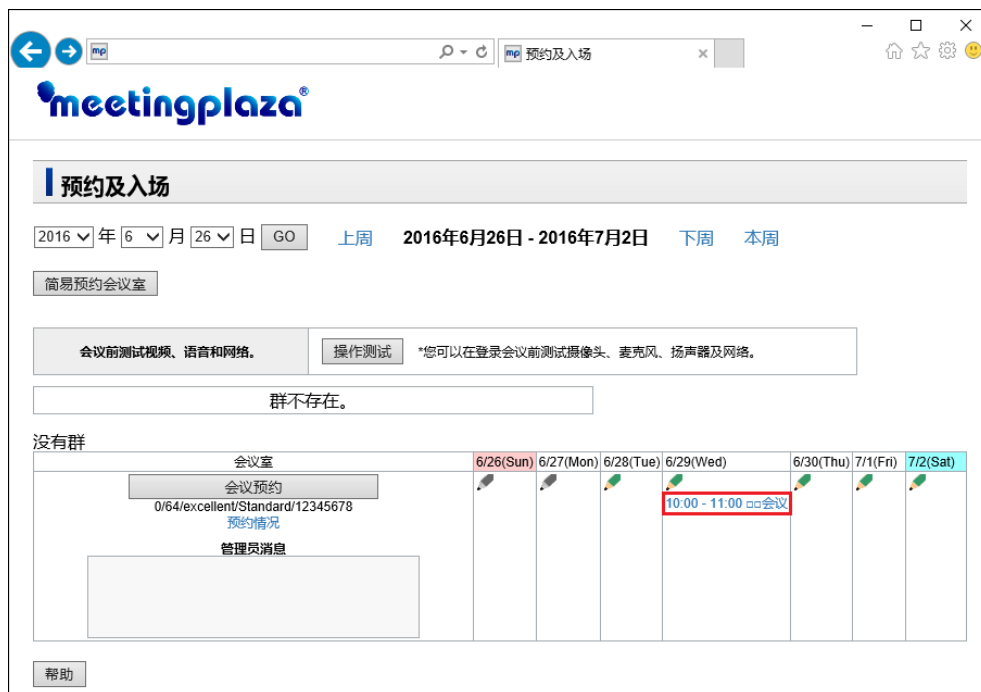 mp
mp 预约及入场
meetingplaza®
预约及入场
2016 年 6 月 26 日 GO 上周 2016年6月26日 - 2016年7月2日 下周 本周
简易预约会议室
会议前测试视频、语音和网络。 操作测试 *您可以在登录会议前测试摄像头、麦克风、扬声器及网络。
群不存在。
没有群
会议室 6/26(Sun) 6/27(Mon) 6/28(Tue) 6/29(Wed) 6/30(Thu) 7/1(Fri) 7/2(Sat)
会议预约
0/64/excellent/Standard/12345678
10:00 - 11:00 □□会议
预约情况
管理员消息
帮助